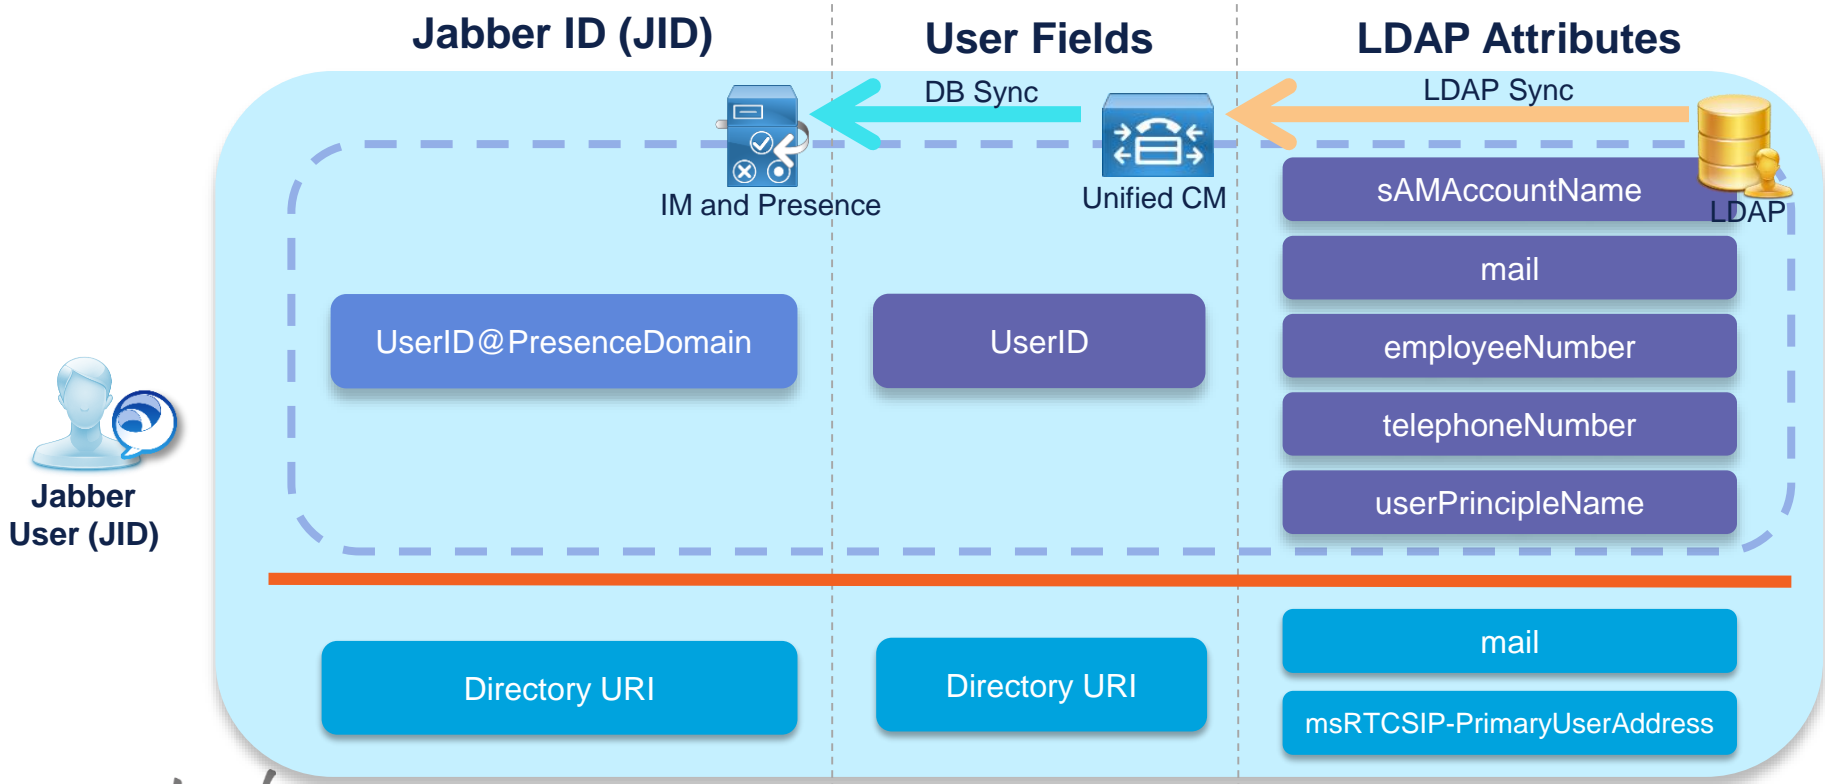 Jabber ID (JID)
User Fields
LDAP Attributes
DB Sync
LDAP Sync
IM and Presence
Unified CM
LDAP
sAMAccountName
mail
UserID@PresenceDomain
UserID
employeeNumber
telephoneNumber
userPrincipleName
Jabber
User (JID)
Directory URI
Directory URI
mail
msRTCSIP-PrimaryUserAddress